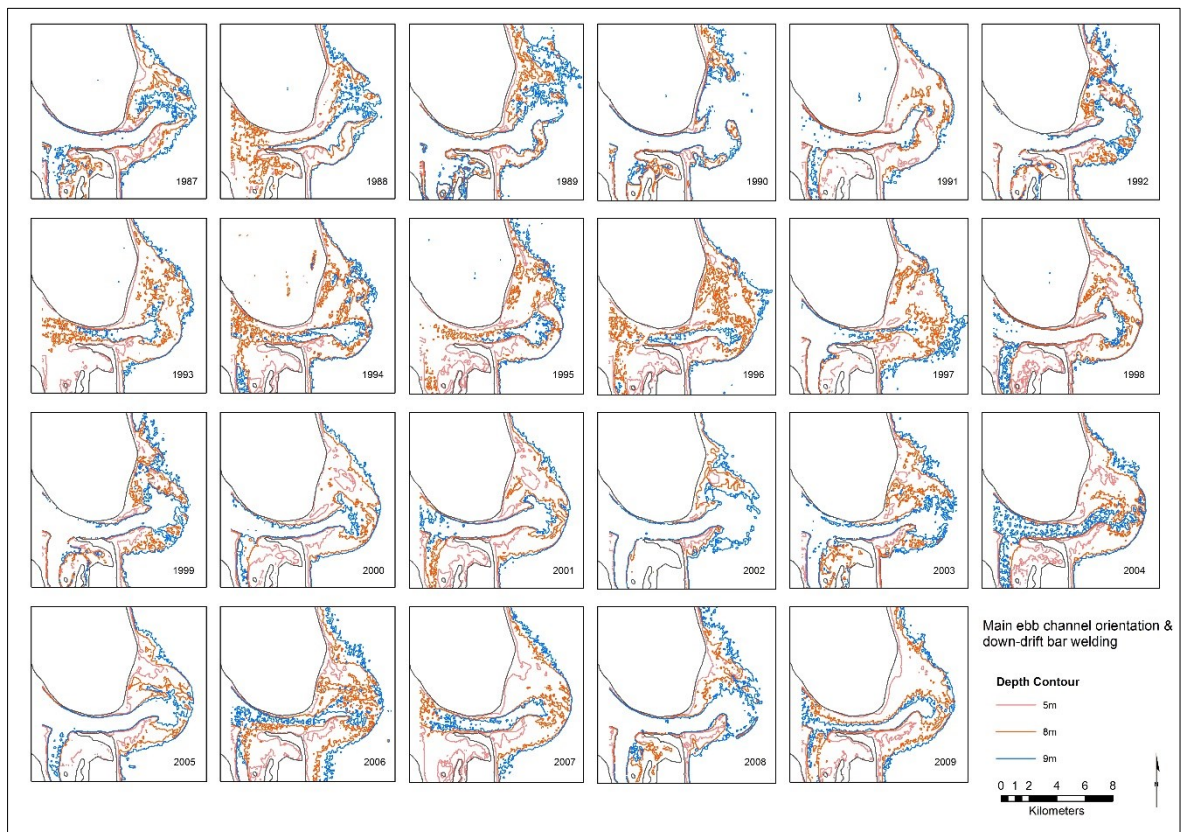 1987
1988
1989
1990
1991
1992
1993
1994
1995
1996
1997
1998
1999
2000
2001
2002
2003
2004
2005
2006
2007
2008
2009
Main ebb channel orientation &
down-drift bar welding
Depth Contour
5m
8m
9m
0 1 2 4 6 8
Kilometers
N